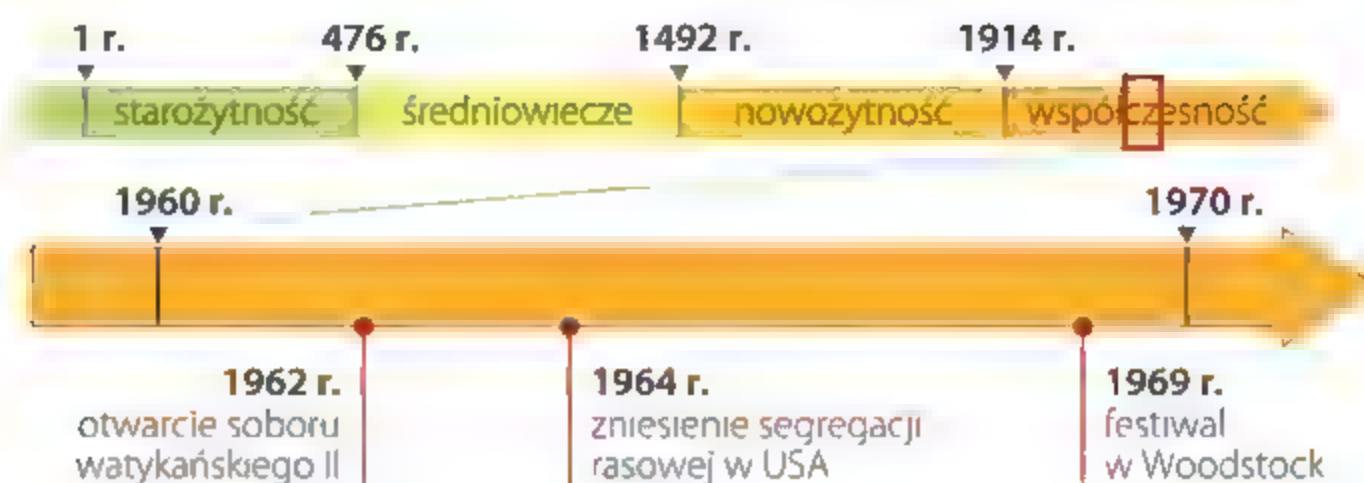 1 r. 476 r. 1492 r. 1914 r.
starożytność średniowiecze nowożytność współczesność
1960 r. 1970 r.
1962 r.
otwarcie soboru
watykańskiego II
1964 r.
zniesienie segregacji
rasowej w USA
1969 r.
festiwal
w Woodstock